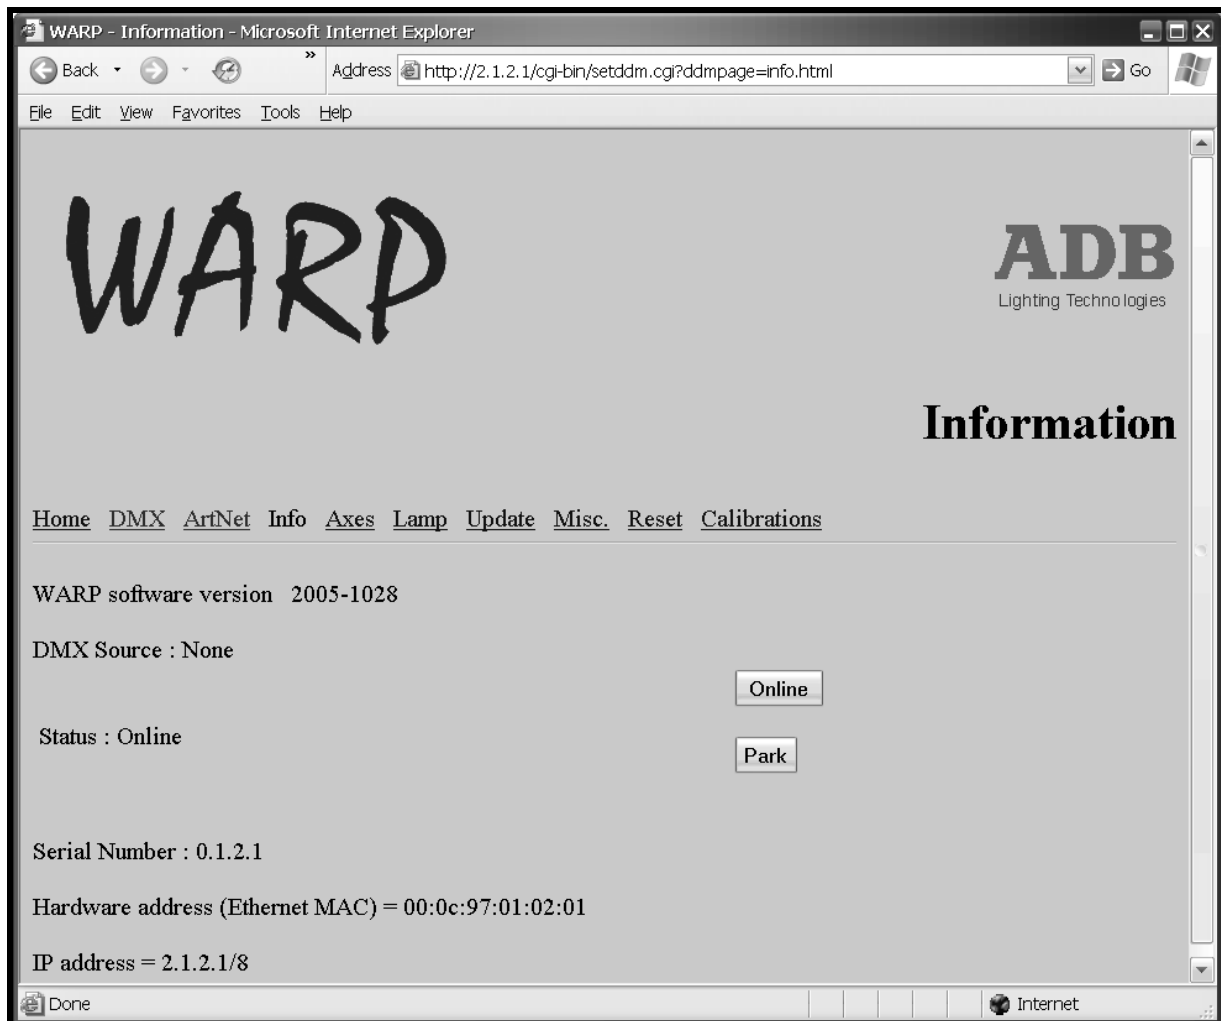 WARP - Information - Microsoft Internet Explorer
Back » Address http://2.1.2.1/cgi-bin/setddm.cgi?ddmpage=info.html Go
File Edit View Favorites Tools Help
WARP
ADB
Lighting Technologies
Information
Home DMX ArtNet Info Axes Lamp Update Misc. Reset Calibrations
WARP software version 2005-1028
DMX Source : None
Online
Status : Online
Park
Serial Number : 0.1.2.1
Hardware address (Ethernet MAC) = 00:0c:97:01:02:01
IP address = 2.1.2.1/8
Done Internet